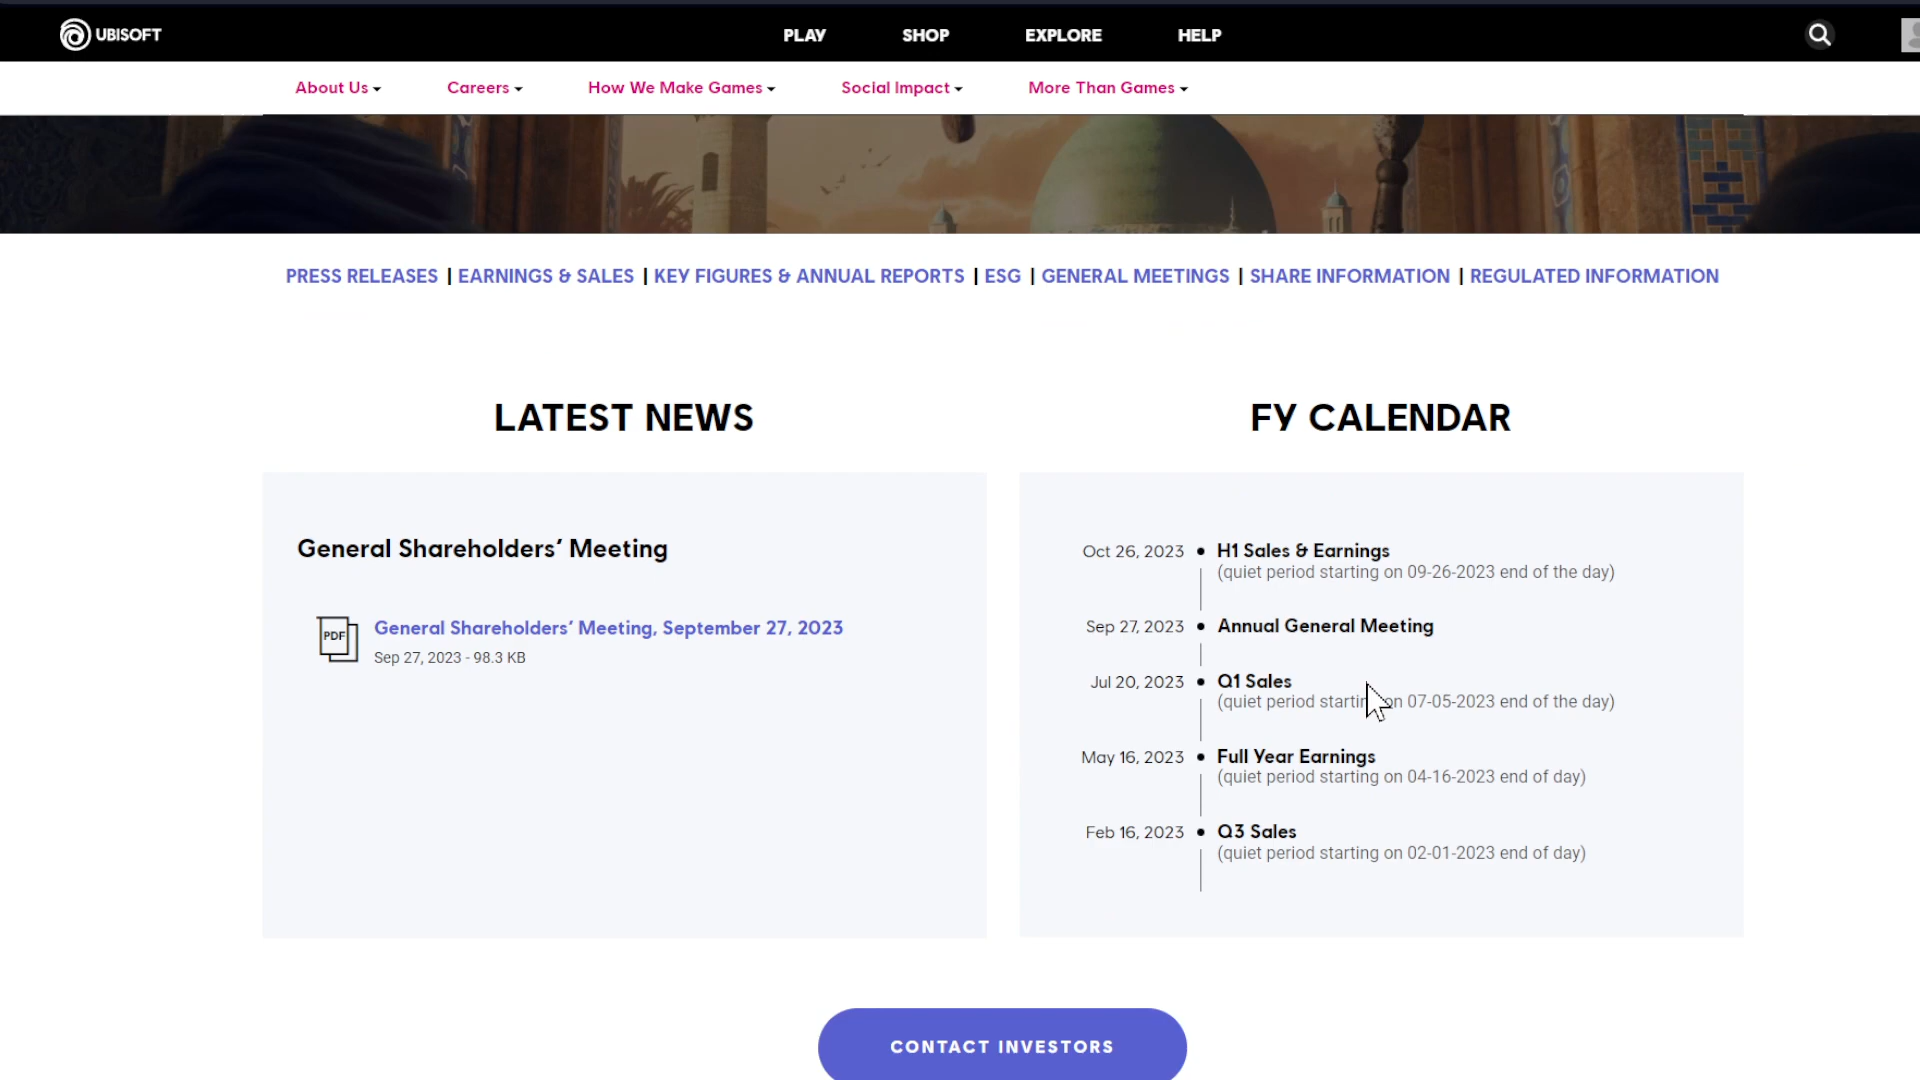 UBISOFT
PLAY
SHOP
EXPLORE
HELP
About Us
Careers
How We Make Games
Social Impact
More Than Games
PRESS RELEASES | EARNINGS & SALES | KEY FIGURES & ANNUAL REPORTS | ESG | GENERAL MEETINGS | SHARE INFORMATION | REGULATED INFORMATION
LATEST NEWS
General Shareholders’ Meeting
PDF
General Shareholders’ Meeting, September 27, 2023
Sep 27, 2023 - 98.3 KB
FY CALENDAR
Oct 26, 2023 • H1 Sales & Earnings
(quiet period starting on 09-26-2023 end of the day)
Sep 27, 2023 • Annual General Meeting
Jul 20, 2023 • Q1 Sales
(quiet period starting on 07-05-2023 end of the day)
May 16, 2023 • Full Year Earnings
(quiet period starting on 04-16-2023 end of day)
Feb 16, 2023 • Q3 Sales
(quiet period starting on 02-01-2023 end of day)
CONTACT INVESTORS